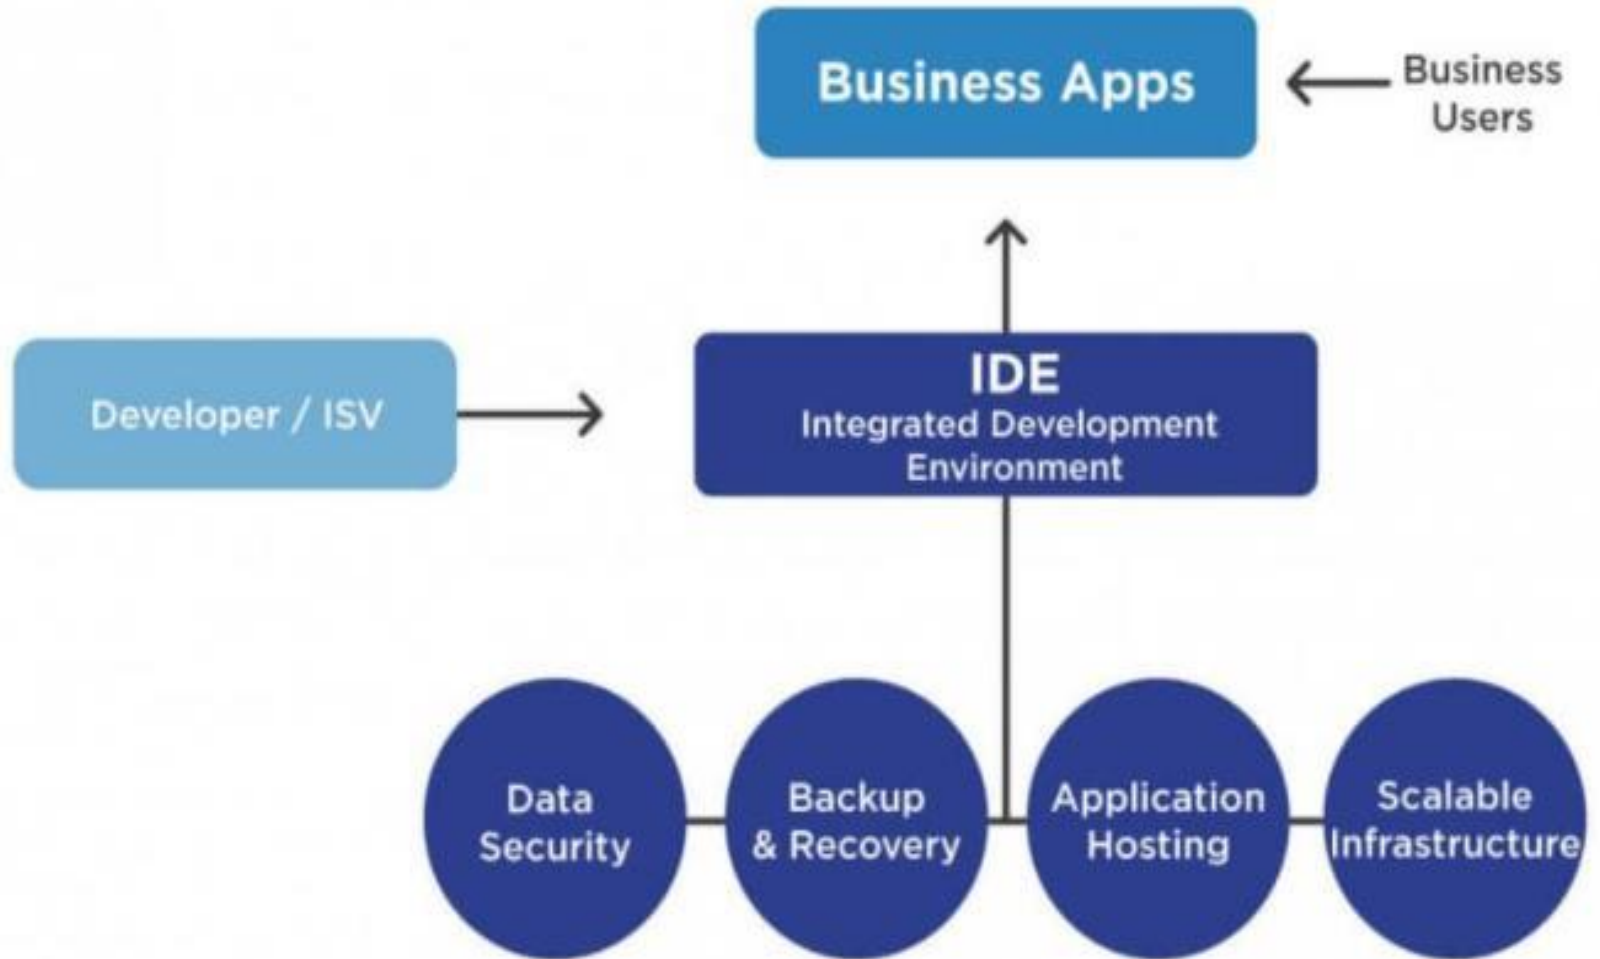 Business Apps
Business
Users
Developer / ISV
IDE
Integrated Development
Environment
Data
Security
Backup
& Recovery
Application
Hosting
Scalable
Infrastructure